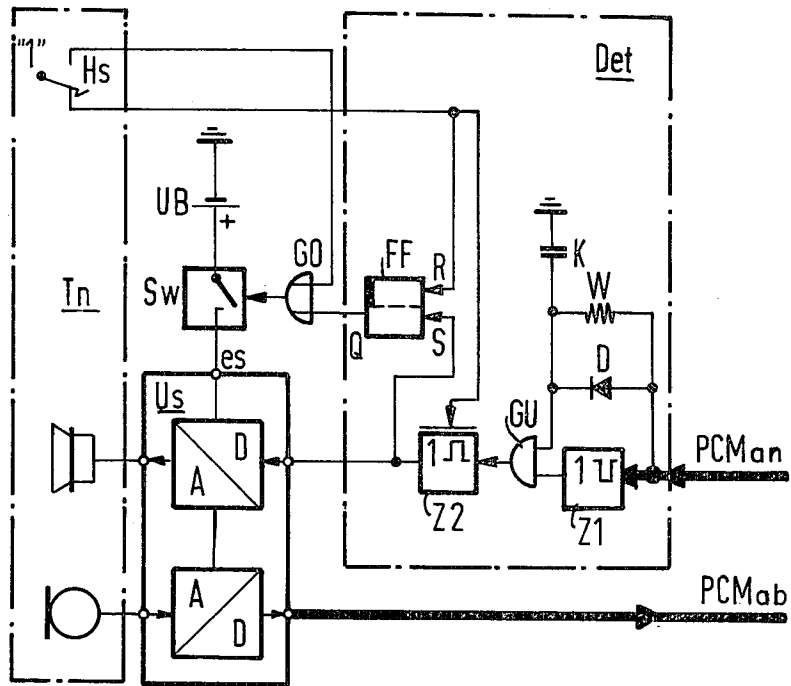 "1"
Hs
Det
UB
+
GO
FF
R
K
W
Tn
Sw
Q
S
D
es
Us
GU
PCMan
D
A
1
1
Z2
Z1
A
D
PCMab